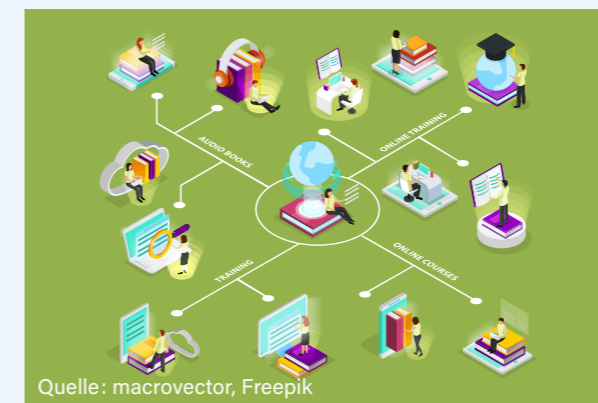 AUDIO BOOKS
ONLINE TRAINING
TRAINING
ONLINE COURSES
Quelle: macrovector, Freepik